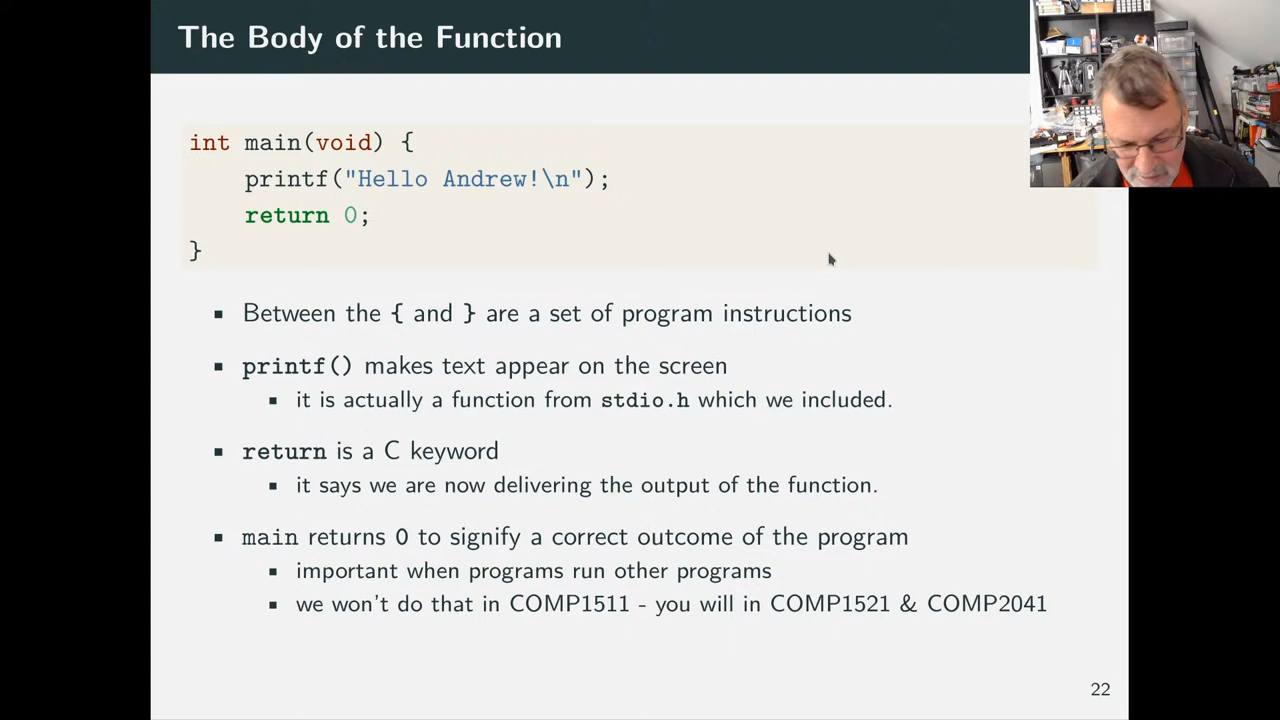 The Body of the Function
int main(void) {
printf("Hello Andrew!\n");
return 0;
}
Between the { and } are a set of program instructions
printf() makes text appear on the screen
it is actually a function from stdio.h which we included.
return is a C keyword
it says we are now delivering the output of the function.
main returns 0 to signify a correct outcome of the program
important when programs run other programs
we won't do that in COMP1511 - you will in COMP1521 & COMP2041
22